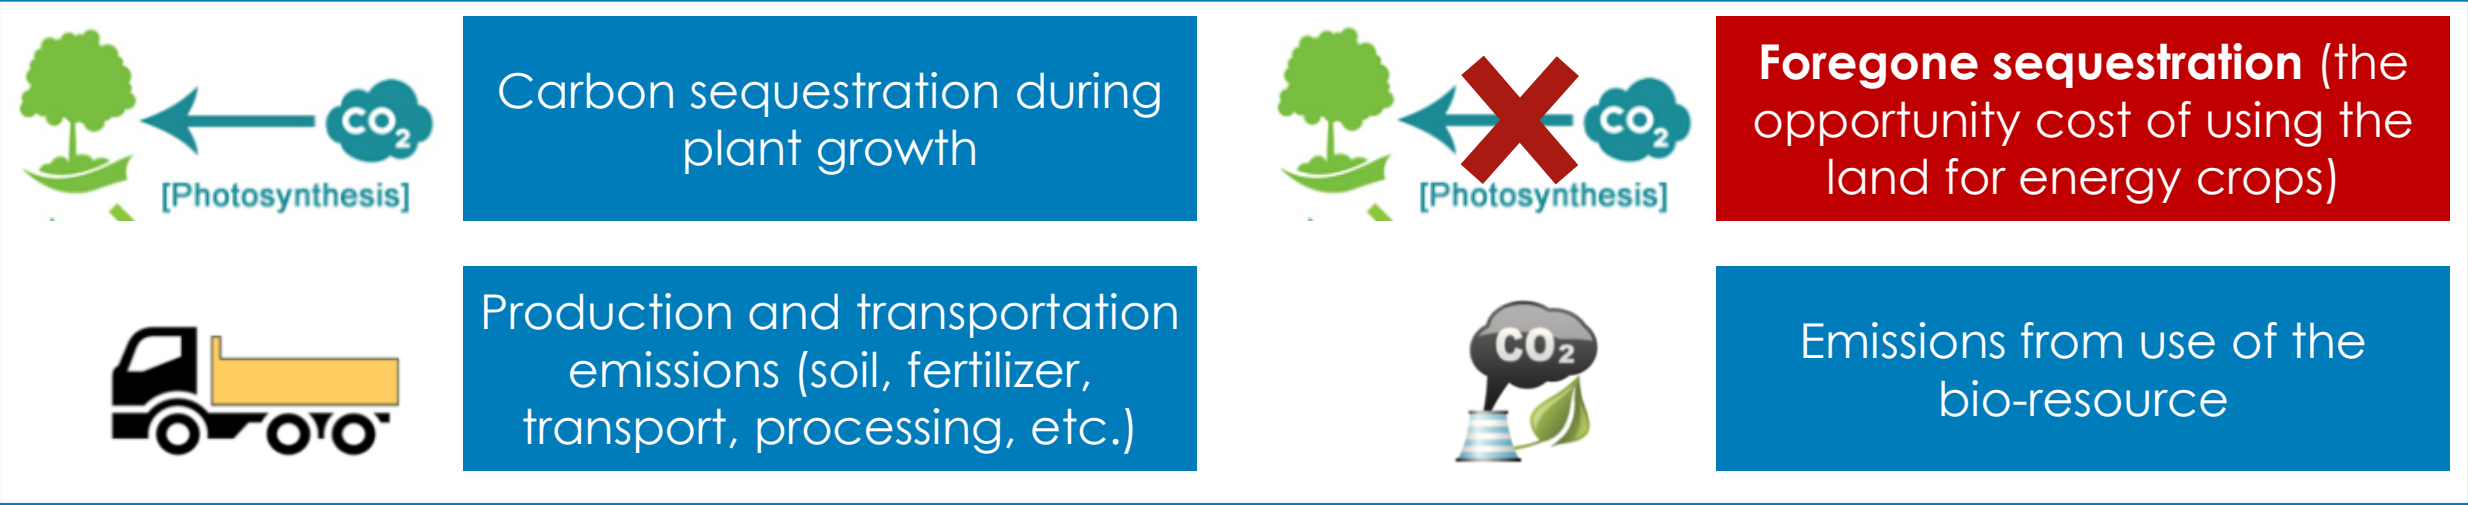 CO2
[Photosynthesis]
Carbon sequestration during
plant growth
CO2
[Photosynthesis]
Foregone sequestration (the
opportunity cost of using the
land for energy crops)
Production and transportation
emissions (soil, fertilizer,
transport, processing, etc.)
CO2
Emissions from use of the
bio-resource